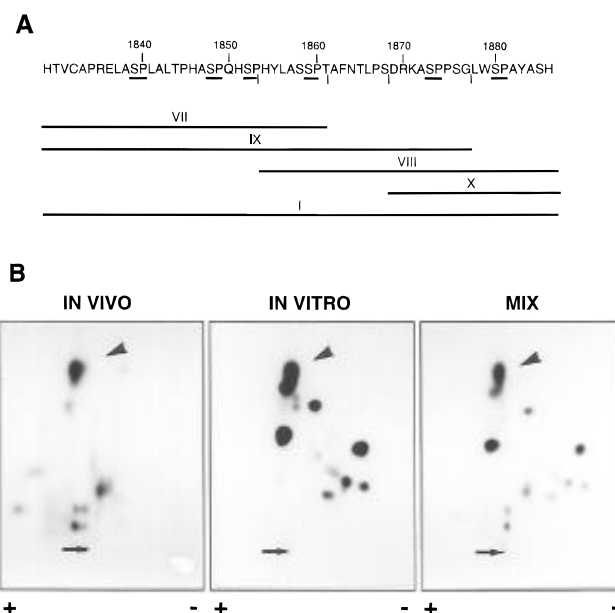 A
1840 1850 1860 1870 1880
HTVCAPRELASPLALTPHASPQHSPHYLASSPTAFNTLPSDRKASPPSGLWSPAYASH
VII
IX
VIII
X
I
B
IN VIVO IN VITRO MIX
+ - + - +